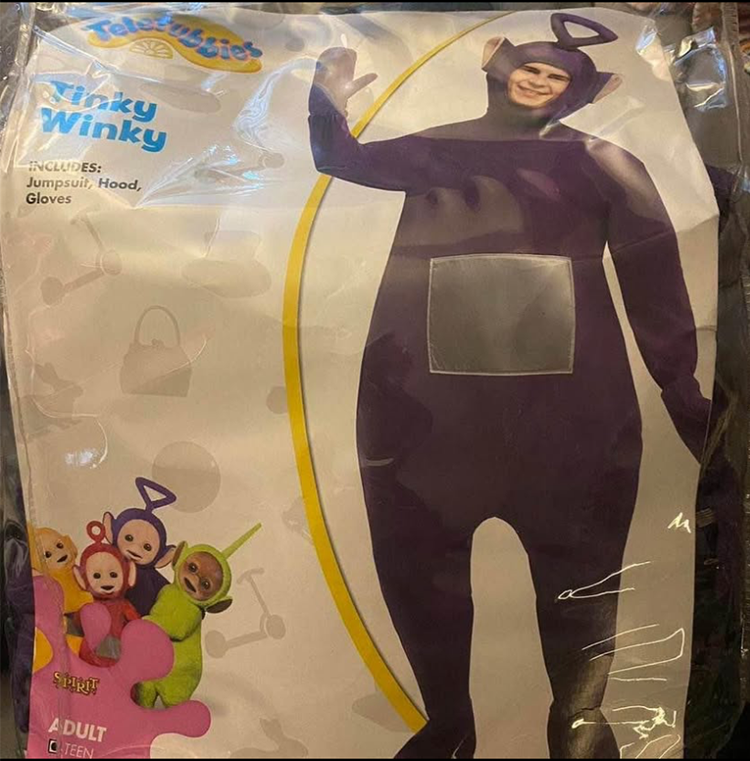 Teletubbies
Tinky
Winky
INCLUDES:
Jumpsuit, Hood,
Gloves
SPIRIT
ADULT
TEEN